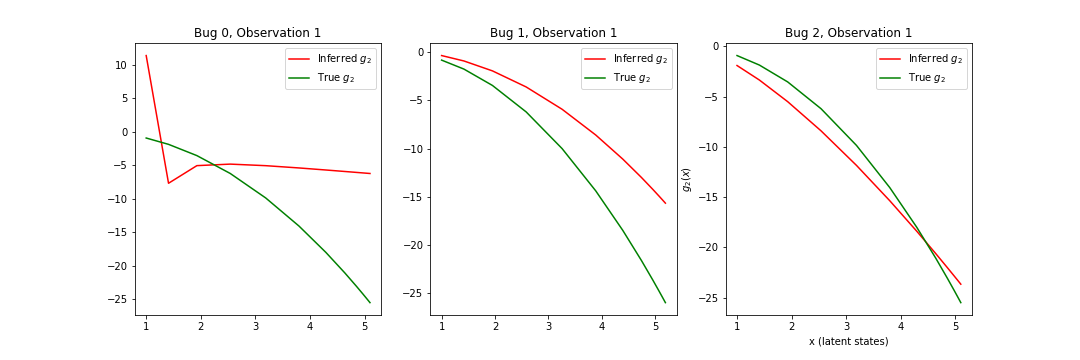 Bug 0, Observation 1
Inferred g₂
True g₂
10
5
0
−5
−10
−15
−20
−25
1 2 3 4 5
Bug 1, Observation 1
Inferred g₂
True g₂
0
−5
−10
−15
−20
−25
1 2 3 4 5
Bug 2, Observation 1
Inferred g₂
True g₂
g₂(x)
0
−5
−10
−15
−20
−25
1 2 3 4 5
x (latent states)